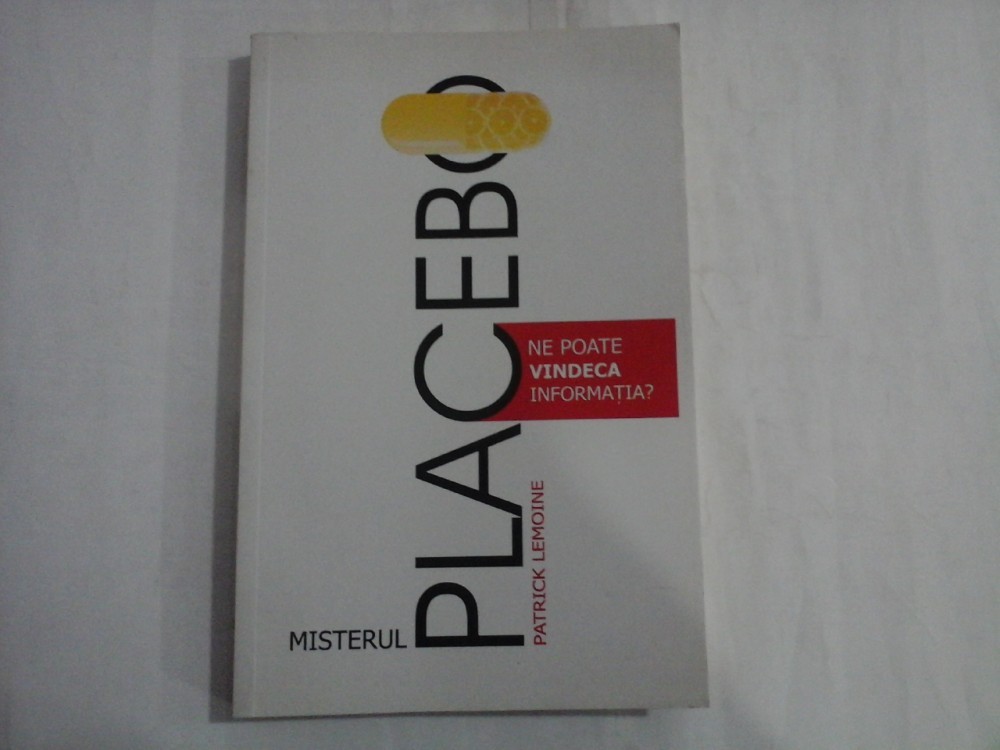 MISTERUL
PLACEBO
NE POATE
VINDECA
INFORMAȚIA?
PATRICK LEMOINE